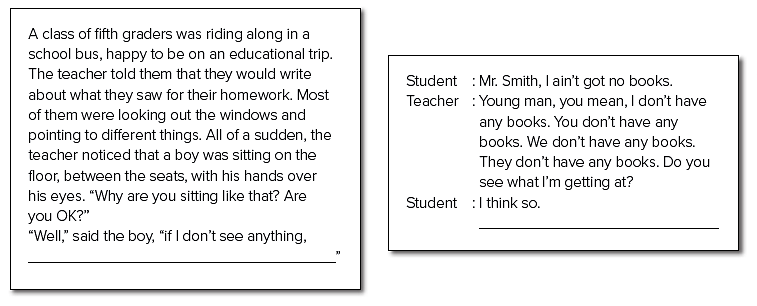 A class of fifth graders was riding along in a
school bus, happy to be on an educational trip.
The teacher told them that they would write
about what they saw for their homework. Most
of them were looking out the windows and
pointing to different things. All of a sudden, the
teacher noticed that a boy was sitting on the
floor, between the seats, with his hands over
his eyes. “Why are you sitting like that? Are
you OK?”
“Well,” said the boy, “if I don’t see anything,
”
Student : Mr. Smith, I ain’t got no books.
Teacher : Young man, you mean, I don’t have
any books. You don’t have any
books. We don’t have any books.
They don’t have any books. Do you
see what I’m getting at?
Student : I think so.